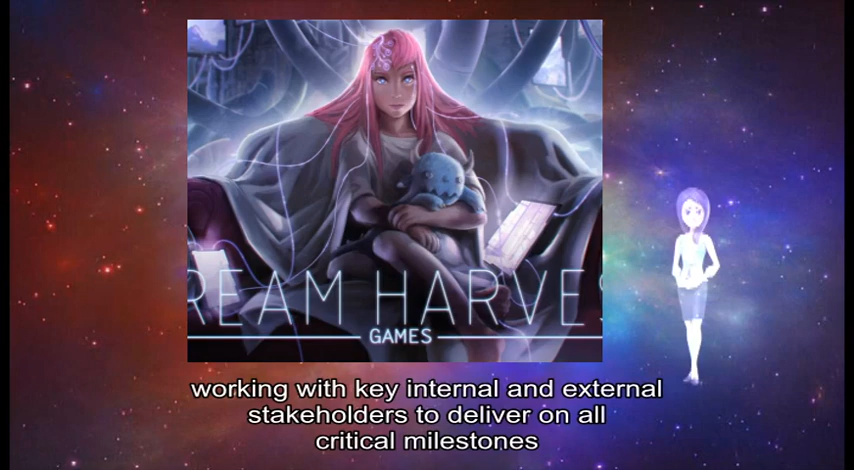 REAM HARVES
GAMES
working with key internal and external
stakeholders to deliver on all
critical milestones